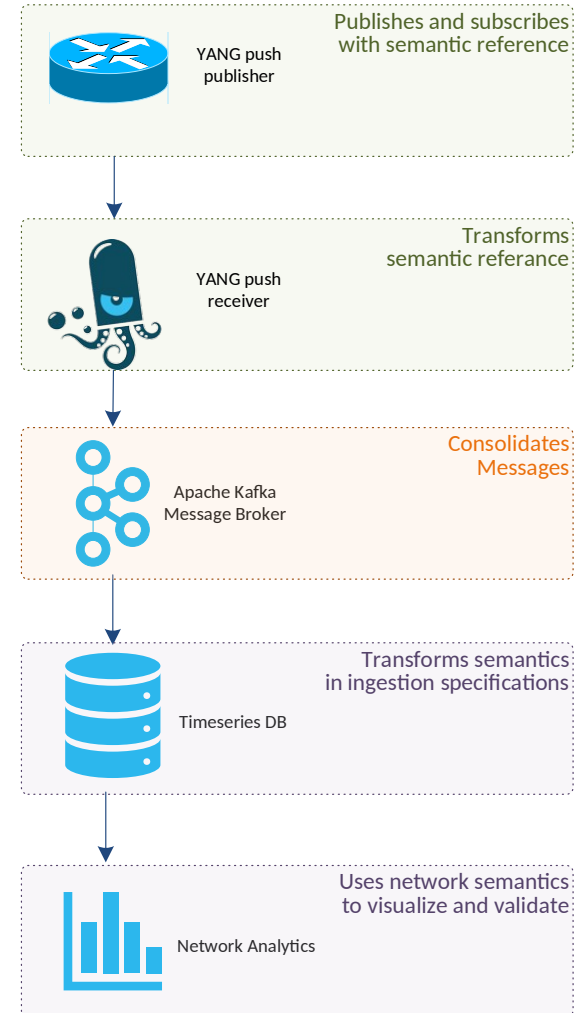 Publishes and subscribes
with semantic reference
YANG push
publisher
Transforms
semantic referance
YANG push
receiver
Consolidates
Messages
Apache Kafka
Message Broker
Transforms semantics
in ingestion specifications
Timeseries DB
Uses network semantics
to visualize and validate
Network Analytics